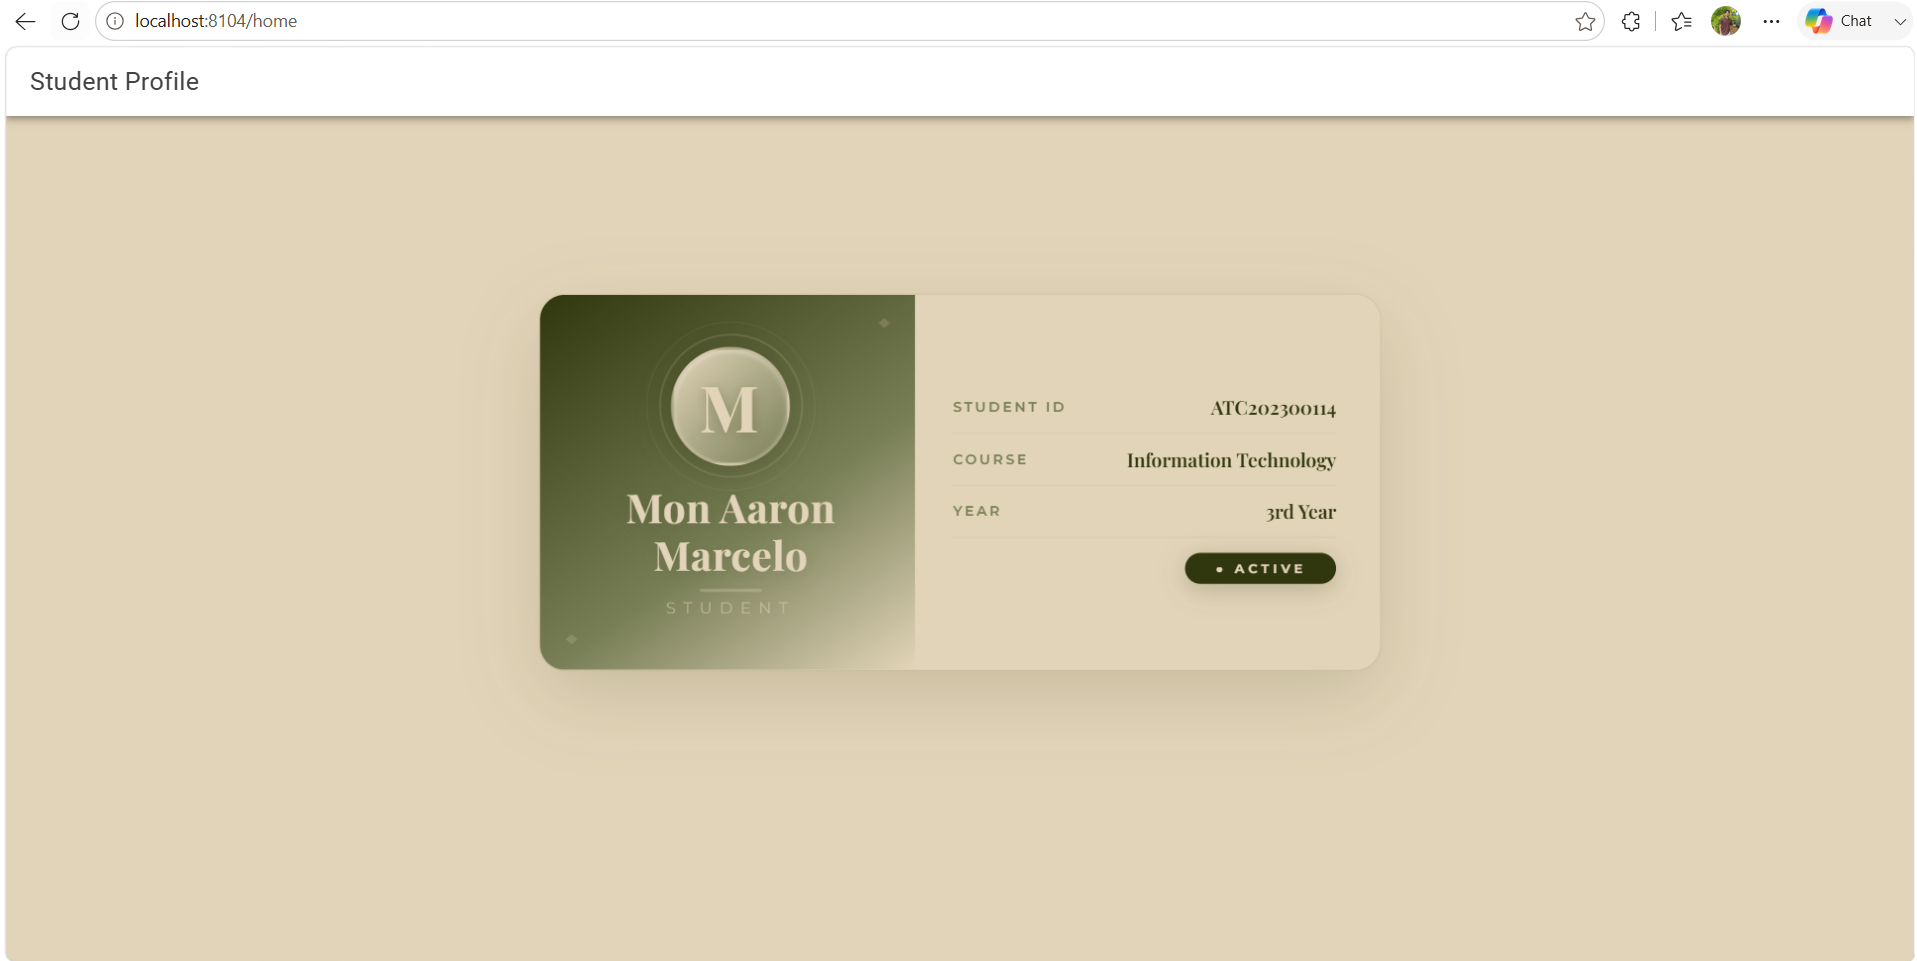 localhost:8104/home
Chat
Student Profile
M
Mon Aaron
Marcelo
STUDENT
STUDENT ID ATC202300114
COURSE Information Technology
YEAR 3rd Year
• ACTIVE